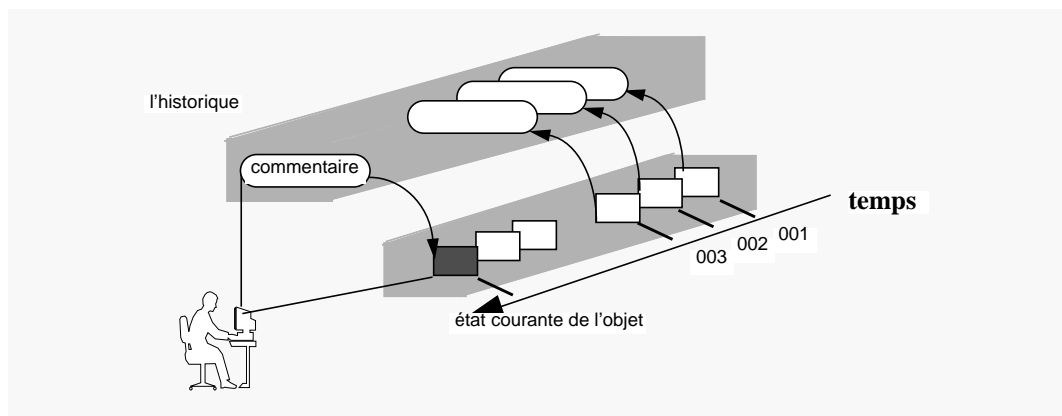 l'historique
commentaire
temps
001
002
003
état courante de l'objet